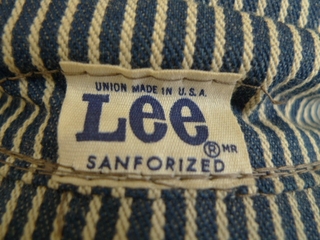 UNION MADE IN U.S.A.
Lee
® MR
SANFORIZED